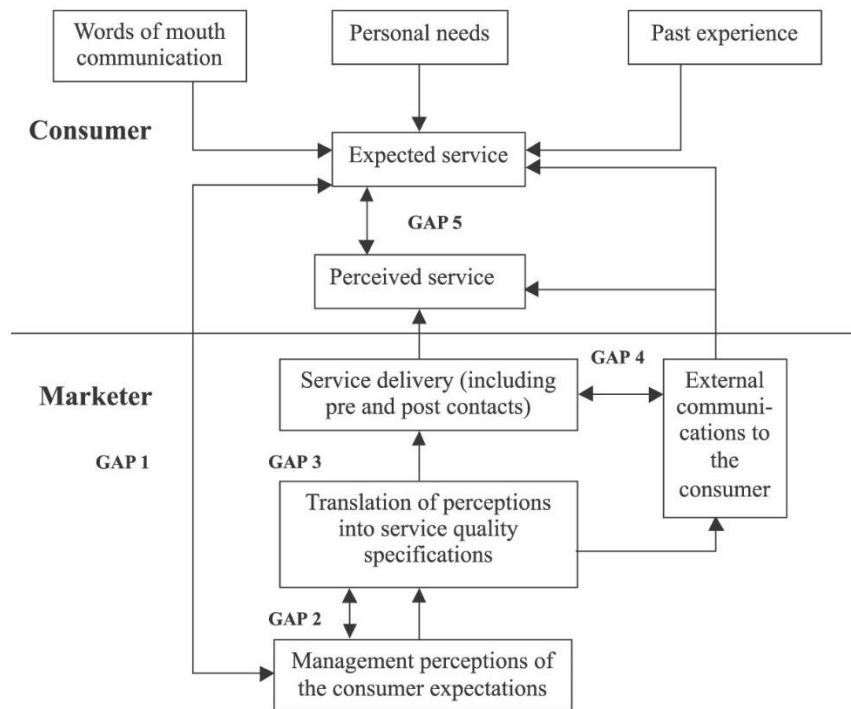 Words of mouth
communication
Personal needs
Past experience
Consumer
Expected service
GAP 5
Perceived service
GAP 4
Marketer
Service delivery (including
pre and post contacts)
External
communi-
cations to
the
consumer
GAP 1
GAP 3
Translation of perceptions
into service quality
specifications
GAP 2
Management perceptions of
the consumer expectations